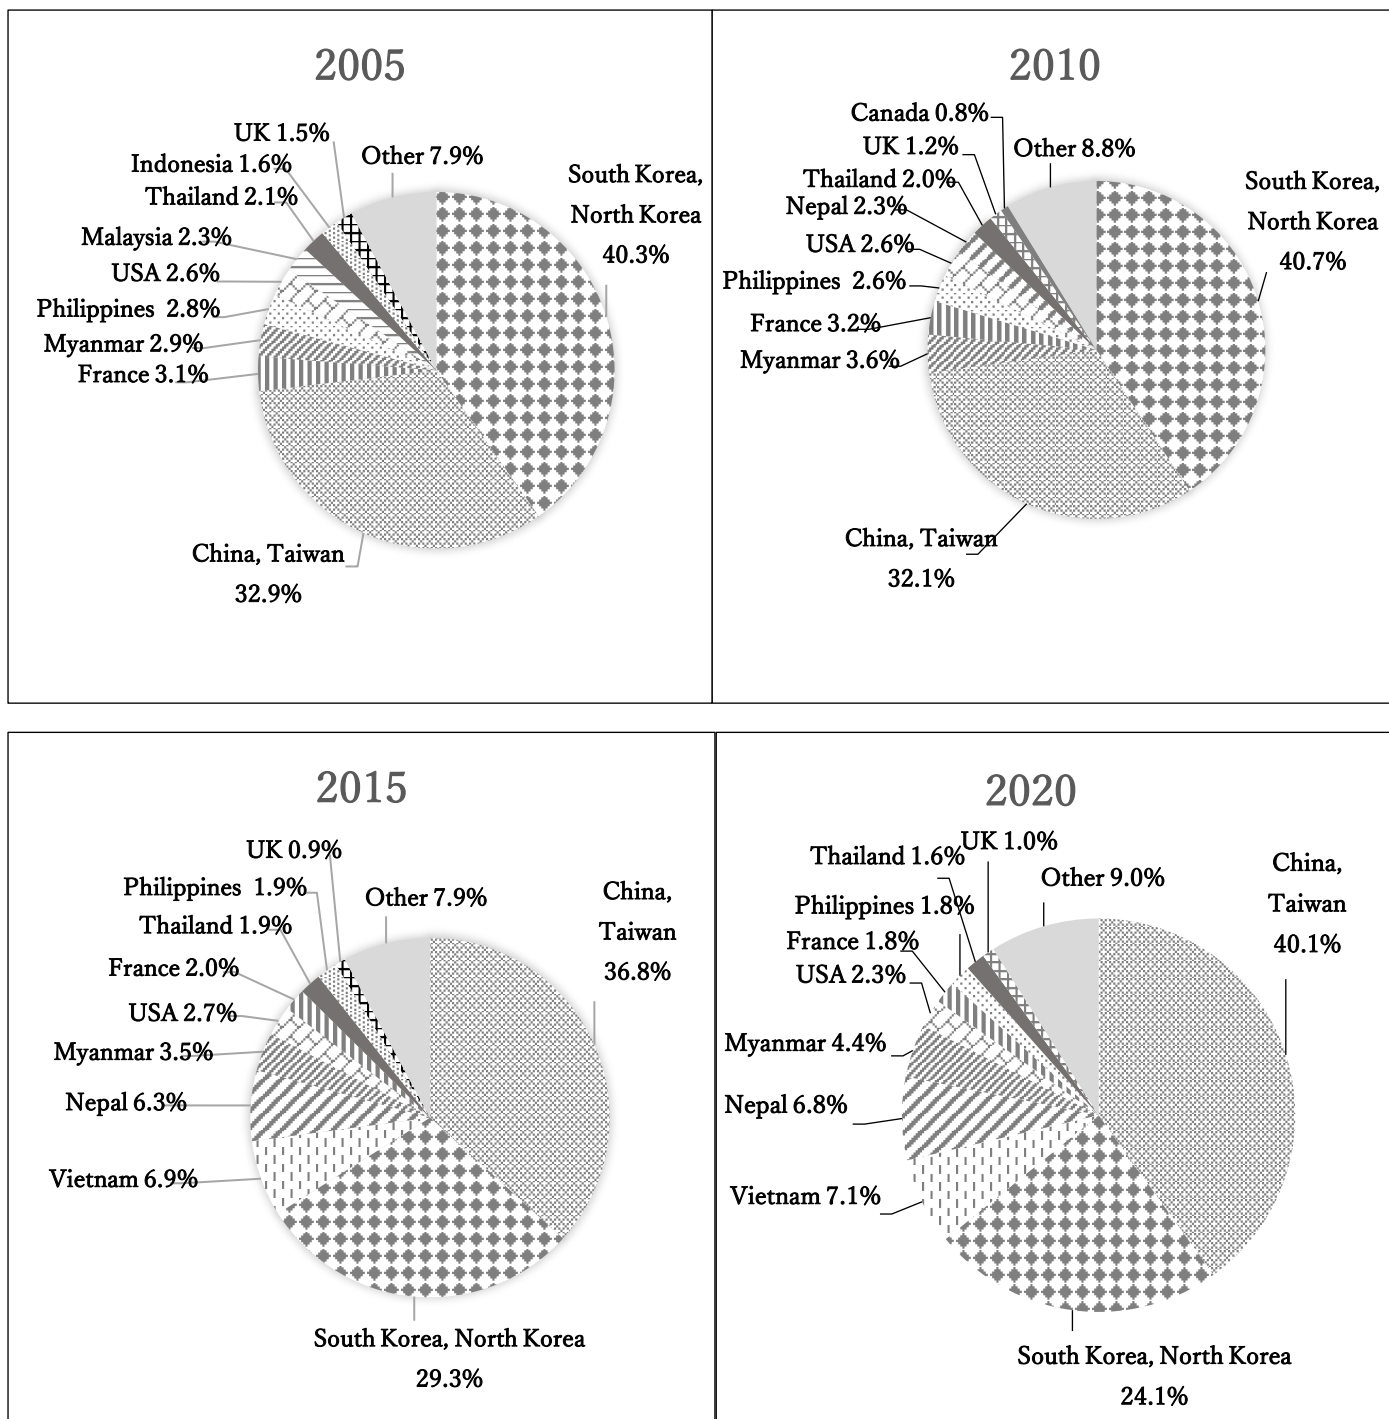 2005
UK 1.5%
Other 7.9%
Indonesia 1.6%
Thailand 2.1%
South Korea,
North Korea
40.3%
Malaysia 2.3%
USA 2.6%
Philippines 2.8%
Myanmar 2.9%
France 3.1%
China, Taiwan
32.9%
2010
Canada 0.8%
UK 1.2%
Other 8.8%
Thailand 2.0%
Nepal 2.3%
South Korea,
North Korea
40.7%
USA 2.6%
Philippines 2.6%
France 3.2%
Myanmar 3.6%
China, Taiwan
32.1%
2015
UK 0.9%
Philippines 1.9%
Other 7.9%
China,
Taiwan
36.8%
Thailand 1.9%
France 2.0%
USA 2.7%
Myanmar 3.5%
Nepal 6.3%
Vietnam 6.9%
South Korea, North Korea
29.3%
2020
UK 1.0%
Thailand 1.6%
Other 9.0%
China,
Taiwan
40.1%
Philippines 1.8%
France 1.8%
USA 2.3%
Myanmar 4.4%
Nepal 6.8%
Vietnam 7.1%
South Korea, North Korea
24.1%